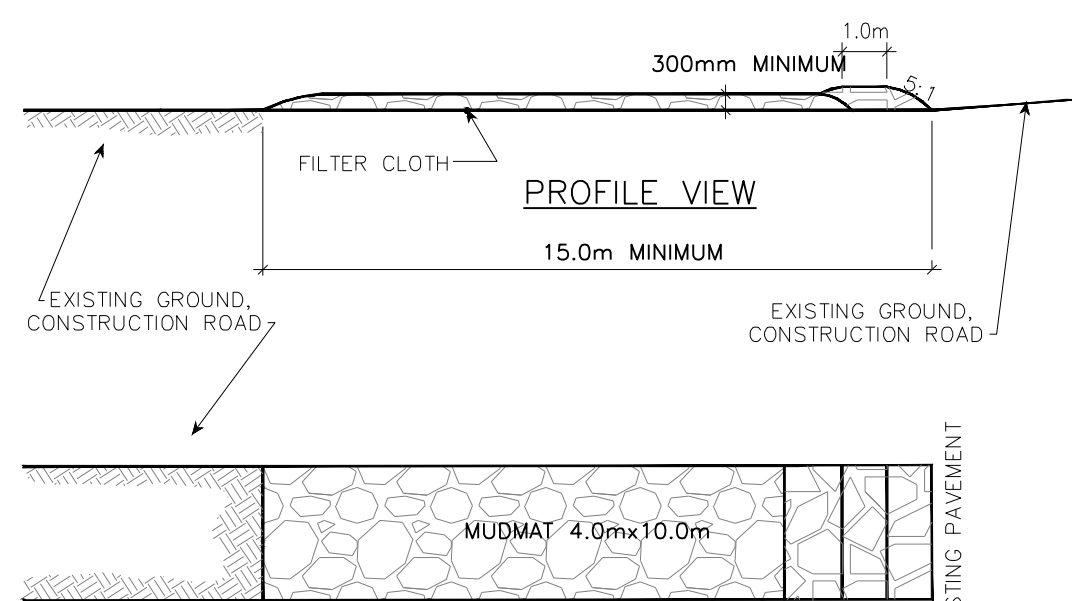 1.0m
300mm MINIMUM
5:1
FILTER CLOTH
PROFILE VIEW
15.0m MINIMUM
EXISTING GROUND,
CONSTRUCTION ROAD
EXISTING GROUND,
CONSTRUCTION ROAD
MUDMAT 4.0mx10.0m
PAVEMENT